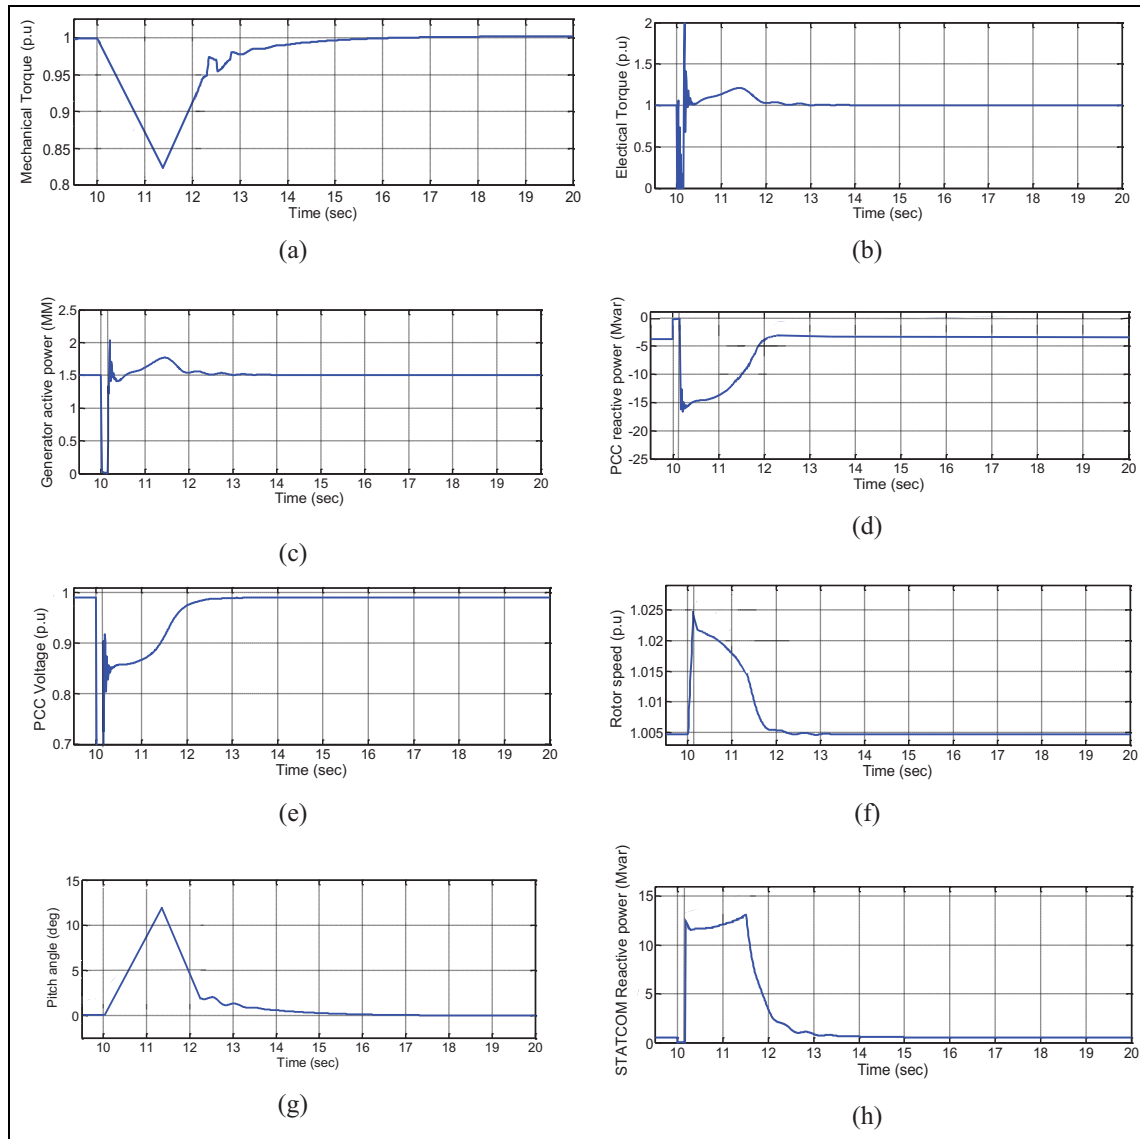 Mechanical Torque (p.u)
1
0.95
0.9
0.85
0.8
10 11 12 13 14 15 16 17 18 19 20
Time (sec)
(a)
Electical Torque (p.u)
2
1.5
1
0.5
0
10 11 12 13 14 15 16 17 18 19 20
Time (sec)
(b)
Generator active power (MM)
2.5
2
1.5
1
0.5
0
10 11 12 13 14 15 16 17 18 19 20
Time (sec)
(c)
PCC reactive power (Mvar)
0
-5
-10
-15
-20
-25
10 11 12 13 14 15 16 17 18 19 20
Time (sec)
(d)
PCC Voltage (p.u)
1
0.9
0.8
0.7
10 11 12 13 14 15 16 17 18 19 20
Time (sec)
(e)
Rotor speed (p.u)
1.025
1.02
1.015
1.01
1.005
10 11 12 13 14 15 16 17 18 19 20
Time (sec)
(f)
Pitch angle (deg)
15
10
5
0
10 11 12 13 14 15 16 17 18 19 20
Time (sec)
(g)
STATCOM Reactive power (Mvar)
15
10
5
0
10 11 12 13 14 15 16 17 18 19 20
Time (sec)
(h)